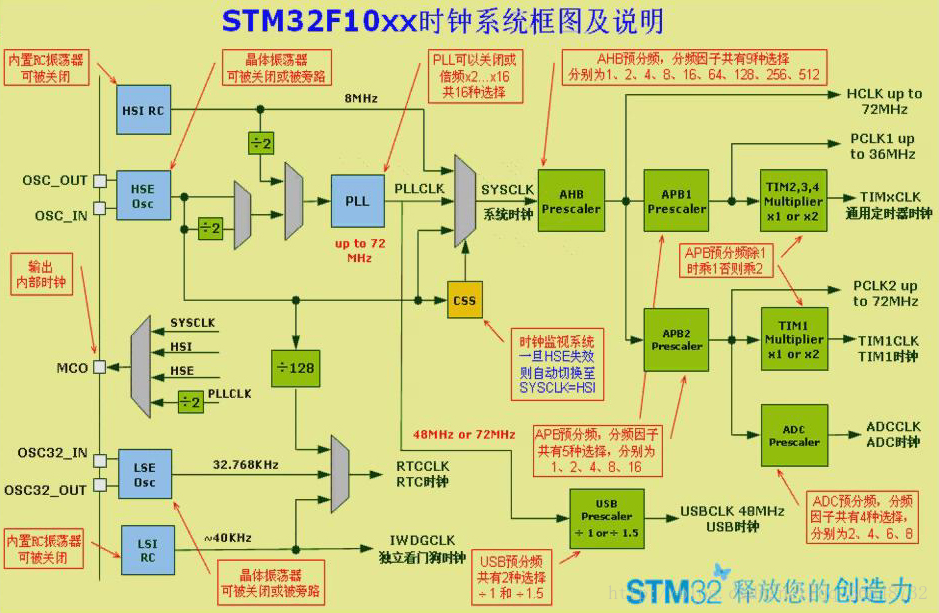 STM32F10xx时钟系统框图及说明
内置RC振荡器
可被关闭
晶体振荡器
可被关闭或被旁路
PLL可以关闭或
倍频x2...x16
共16种选择
AHB预分频，分频因子共有9种选择
分别为1、2、4、8、16、64、128、256、512
HSI RC
8MHz
÷2
HCLK up to
72MHz
PCLK1 up
to 36MHz
OSC_OUT
OSC_IN
HSE
Osc
÷2
PLL
PLLCLK
up to 72
MHz
SYSCLK
系统时钟
AHB
Prescaler
APB1
Prescaler
TIM2,3,4
Multiplier
x1 or x2
TIMxCLK
通用定时器时钟
输出
内部时钟
APB预分频除1
时乘1否则乘2
CSS
PCLK2 up
to 72MHz
时钟监视系统
一旦HSE失效
则自动切换至
SYSCLK=HSI
APB2
Prescaler
TIM1
Multiplier
x1 or x2
TIM1CLK
TIM1时钟
MCO
SYSCLK
HSI
HSE
÷2
PLLCLK
÷128
48MHz or 72MHz
APB预分频，分频因子
共有5种选择，分别为
1、2、4、8、16
ADC
Prescaler
ADCCLK
ADC时钟
OSC32_IN
OSC32_OUT
LSE
Osc
32.768KHz
RTCCLK
RTC时钟
USB
Prescaler
÷ 1 or ÷ 1.5
USBCLK 48MHz
USB时钟
ADC预分频，分频
因子共有4种选择，
分别为2、4、6、8
内置RC振荡器
可被关闭
LSI
RC
~40KHz
IWDGCLK
独立看门狗时钟
晶体振荡器
可被关闭或被旁路
USB预分频
共有2种选择
÷1 和 ÷1.5
STM32 释放您的创造力